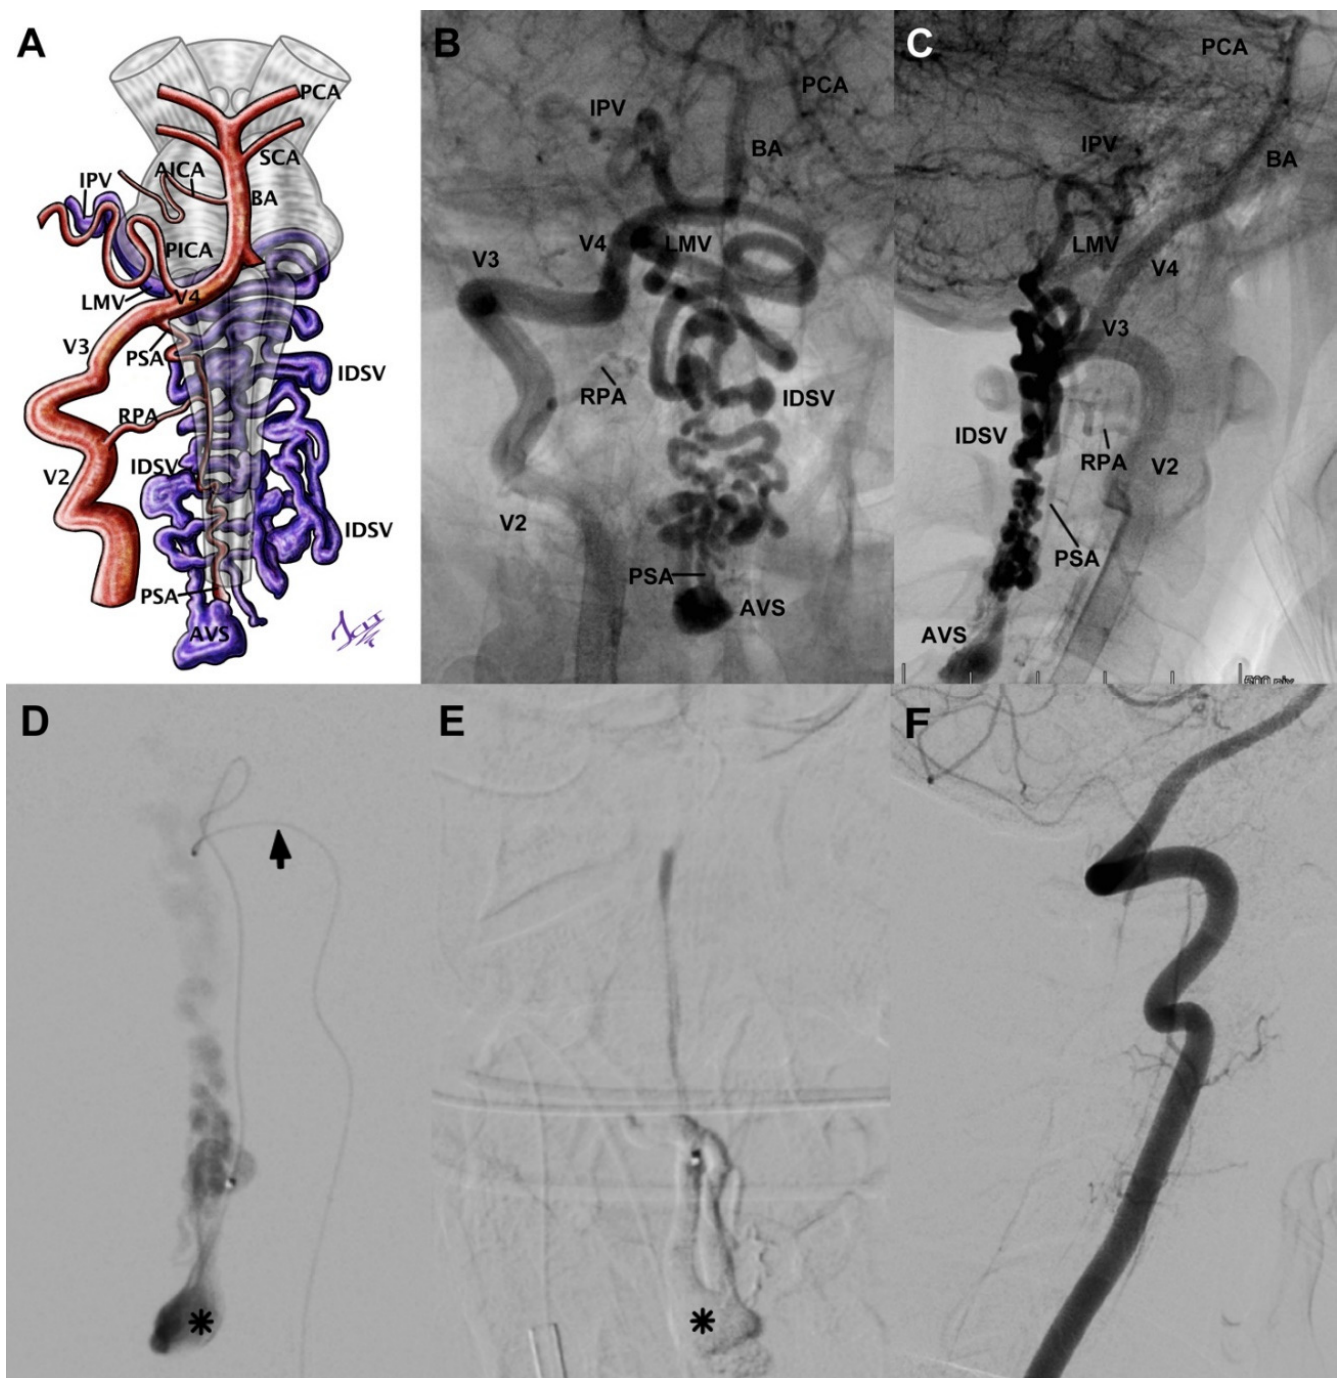 A
PCA
SCA
AICA
IPV
BA
PICA
LMV
V4
V3
PSA
IDSV
RPA
IDSV
V2
IDSV
PSA
AVS
B
PCA
IPV
BA
V4
LMV
V3
RPA
IDSV
V2
PSA
AVS
C
PCA
IPV
BA
LMV
V4
V3
IDSV
RPA
V2
PSA
AVS
D
*
E
*
F